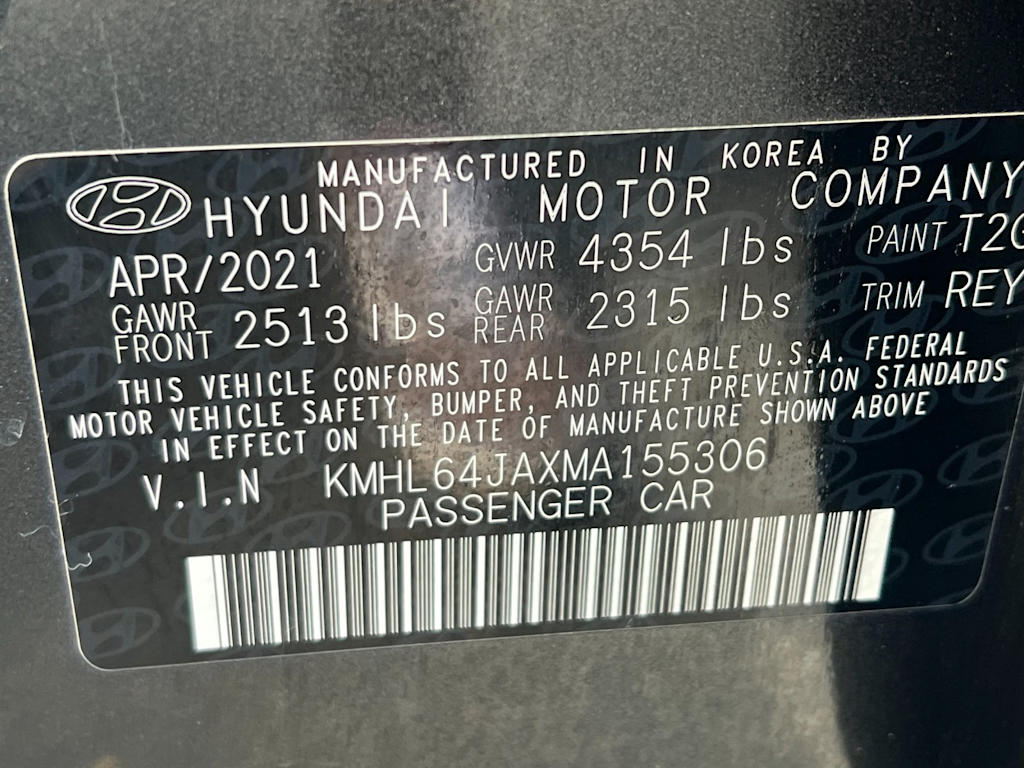 MANUFACTURED IN KOREA BY
HYUNDAI MOTOR COMPANY
APR/2021 GVWR 4354 lbs PAINT T2G
GAWR FRONT 2513 lbs GAWR REAR 2315 lbs TRIM REY
THIS VEHICLE CONFORMS TO ALL APPLICABLE U.S.A. FEDERAL
MOTOR VEHICLE SAFETY, BUMPER, AND THEFT PREVENTION STANDARDS
IN EFFECT ON THE DATE OF MANUFACTURE SHOWN ABOVE
V.I.N KMHL64JAXMA155306
PASSENGER CAR